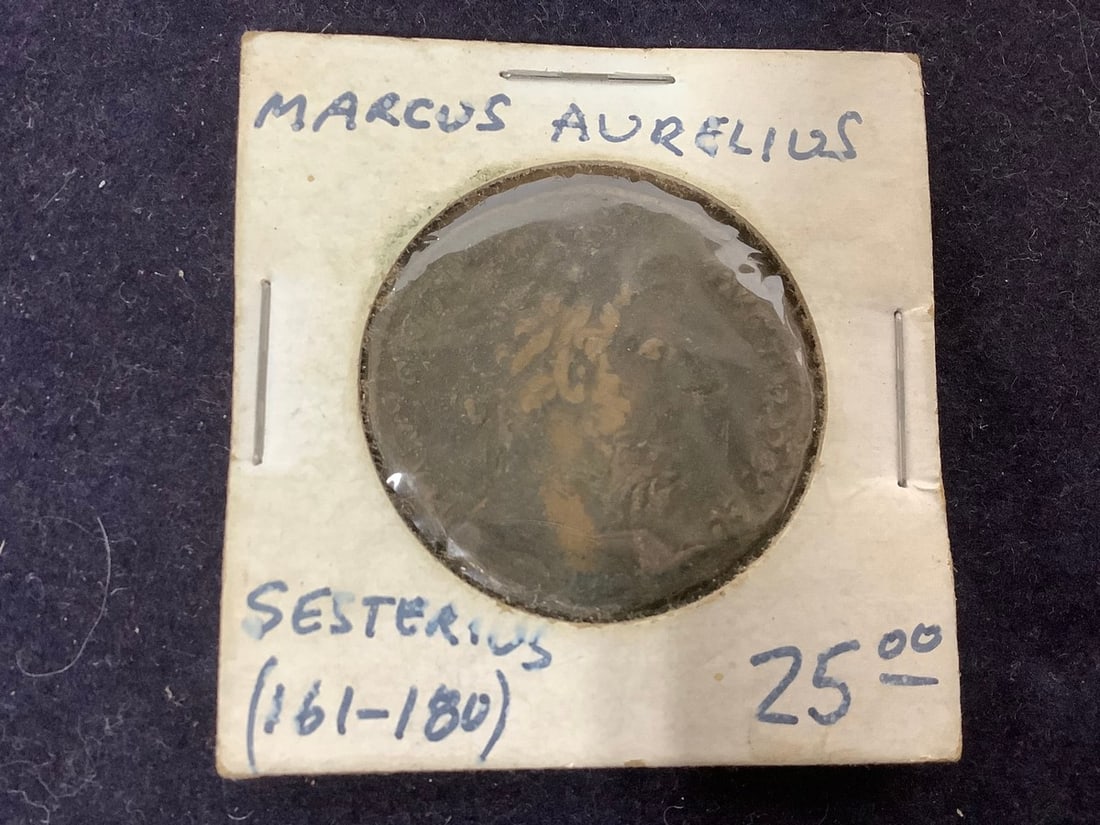 MARCUS AURELIUS
SESTERIUS
(161-180)
25.00